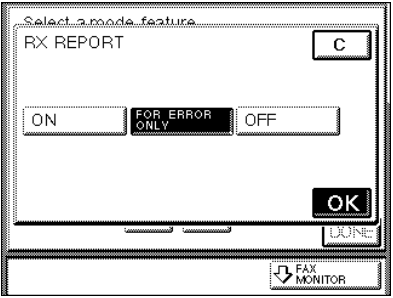 Select a mode feature
RX REPORT
C
ON
FOR ERROR
ONLY
OFF
OK
DONE
FAX
MONITOR